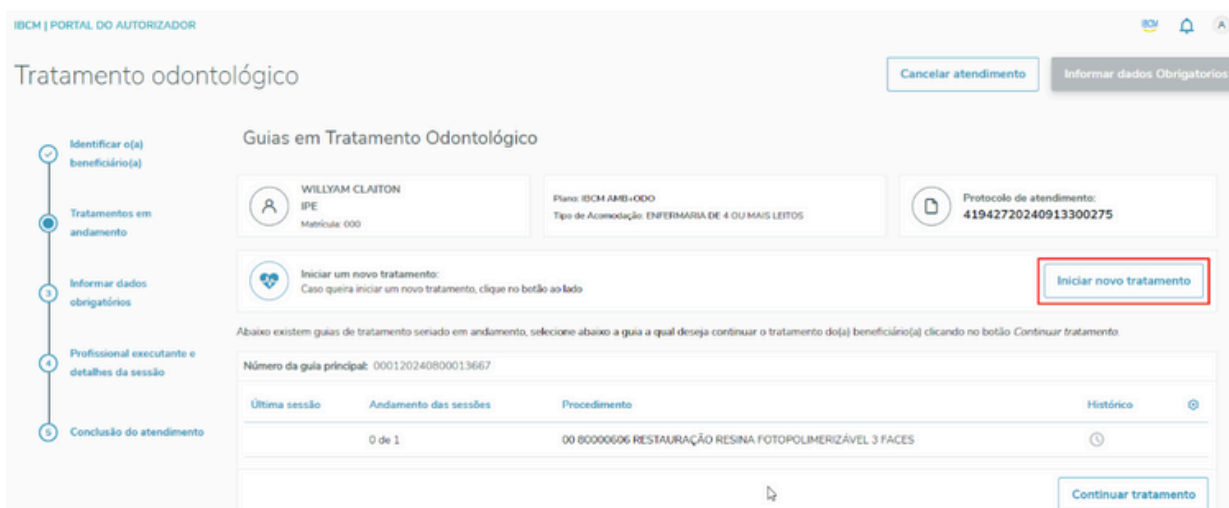 IBCM | PORTAL DO AUTORIZADOR
IBCM
Tratamento odontológico
Cancelar atendimento
Informar dados Obrigatorios
Identificar o(a)
beneficiário(a)
Tratamentos em
andamento
3
Informar dados
obrigatórios
4
Profissional executante e
detalhes da sessão
5
Conclusão do atendimento
Guias em Tratamento Odontológico
WILLYAM CLAITON
IPE
Matrícula: 000
Plano: IBCM AMB+ODO
Tipo de Acomodação: ENFERMARIA DE 4 OU MAIS LEITOS
Protocolo de atendimento:
41942720240913300275
Iniciar um novo tratamento:
Caso queira iniciar um novo tratamento, clique no botão ao lado
Iniciar novo tratamento
Abaixo existem guias de tratamento seriado em andamento, selecione abaixo a guia a qual deseja continuar o tratamento do(a) beneficiário(a) clicando no botão Continuar tratamento.
Número da guia principal: 000120240800013667
Última sessão Andamento das sessões Procedimento Histórico
0 de 1 00 80000606 RESTAURAÇÃO RESINA FOTOPOLIMERIZÁVEL 3 FACES
Continuar tratamento